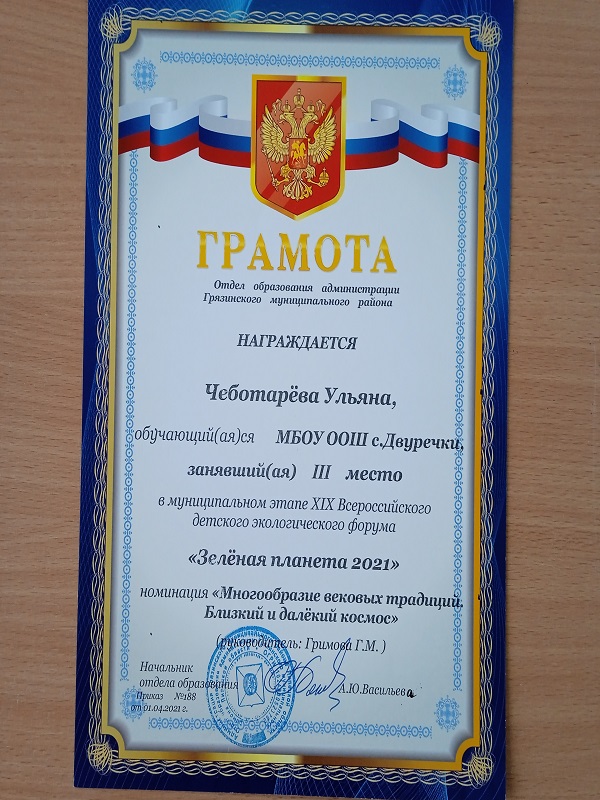 ГРАМОТА
Отдел образования администрации
Грязинского муниципального района
НАГРАЖДАЕТСЯ
Чеботарёва Ульяна,
обучающий(ая)ся МБОУ ООШ с.Двуречки,
занявший(ая) III место
в муниципальном этапе XIX Всероссийского
детского экологического форума
«Зелёная планета 2021»
номинация «Многообразие вековых традиций.
Близкий и далёкий космос»
(руководитель: Гримова Г.М. )
Начальник
отдела образования А.Ю.Васильева
Приказ №188
от 01.04.2021 г.